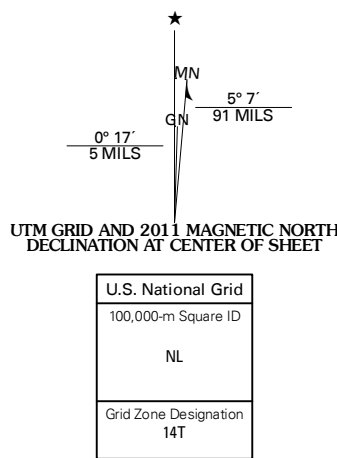 ★
MN
GN
5° 7´
91 MILS
0° 17´
5 MILS
UTM GRID AND 2011 MAGNETIC NORTH
DECLINATION AT CENTER OF SHEET
U.S. National Grid
100,000-m Square ID
NL
Grid Zone Designation
14T